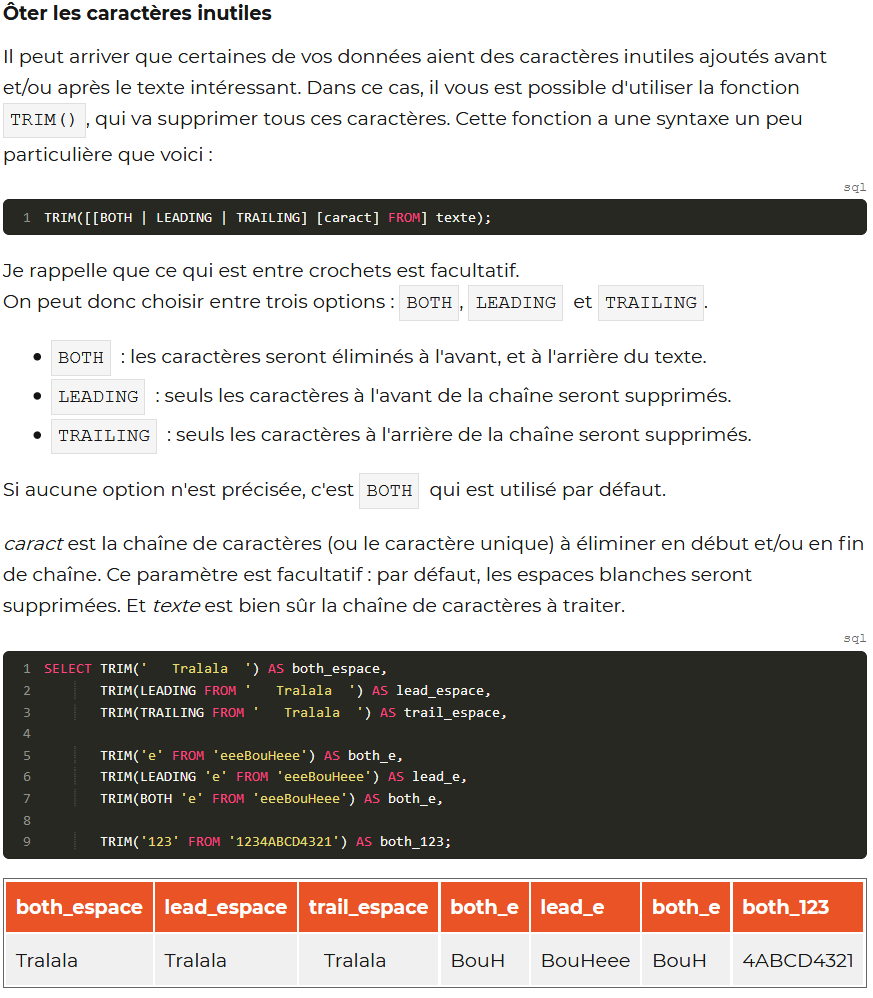 Ôter les caractères inutiles
Il peut arriver que certaines de vos données aient des caractères inutiles ajoutés avant
et/ou après le texte intéressant. Dans ce cas, il vous est possible d'utiliser la fonction
TRIM() , qui va supprimer tous ces caractères. Cette fonction a une syntaxe un peu
particulière que voici :
sql
1 TRIM([[BOTH | LEADING | TRAILING] [caract] FROM] texte);
Je rappelle que ce qui est entre crochets est facultatif.
On peut donc choisir entre trois options : BOTH , LEADING et TRAILING .
• BOTH : les caractères seront éliminés à l'avant, et à l'arrière du texte.
• LEADING : seuls les caractères à l'avant de la chaîne seront supprimés.
• TRAILING : seuls les caractères à l'arrière de la chaîne seront supprimés.
Si aucune option n'est précisée, c'est BOTH qui est utilisé par défaut.
caract est la chaîne de caractères (ou le caractère unique) à éliminer en début et/ou en fin
de chaîne. Ce paramètre est facultatif : par défaut, les espaces blanches seront
supprimées. Et texte est bien sûr la chaîne de caractères à traiter.
sql
1 SELECT TRIM('   Tralala  ') AS both_espace,
2        TRIM(LEADING FROM '   Tralala  ') AS lead_espace,
3        TRIM(TRAILING FROM '   Tralala  ') AS trail_espace,
4
5        TRIM('e' FROM 'eeeBouHeee') AS both_e,
6        TRIM(LEADING 'e' FROM 'eeeBouHeee') AS lead_e,
7        TRIM(BOTH 'e' FROM 'eeeBouHeee') AS both_e,
8
9        TRIM('123' FROM '1234ABCD4321') AS both_123;
both_espace lead_espace trail_espace both_e lead_e both_e both_123
Tralala Tralala Tralala BouH BouHeee BouH 4ABCD4321